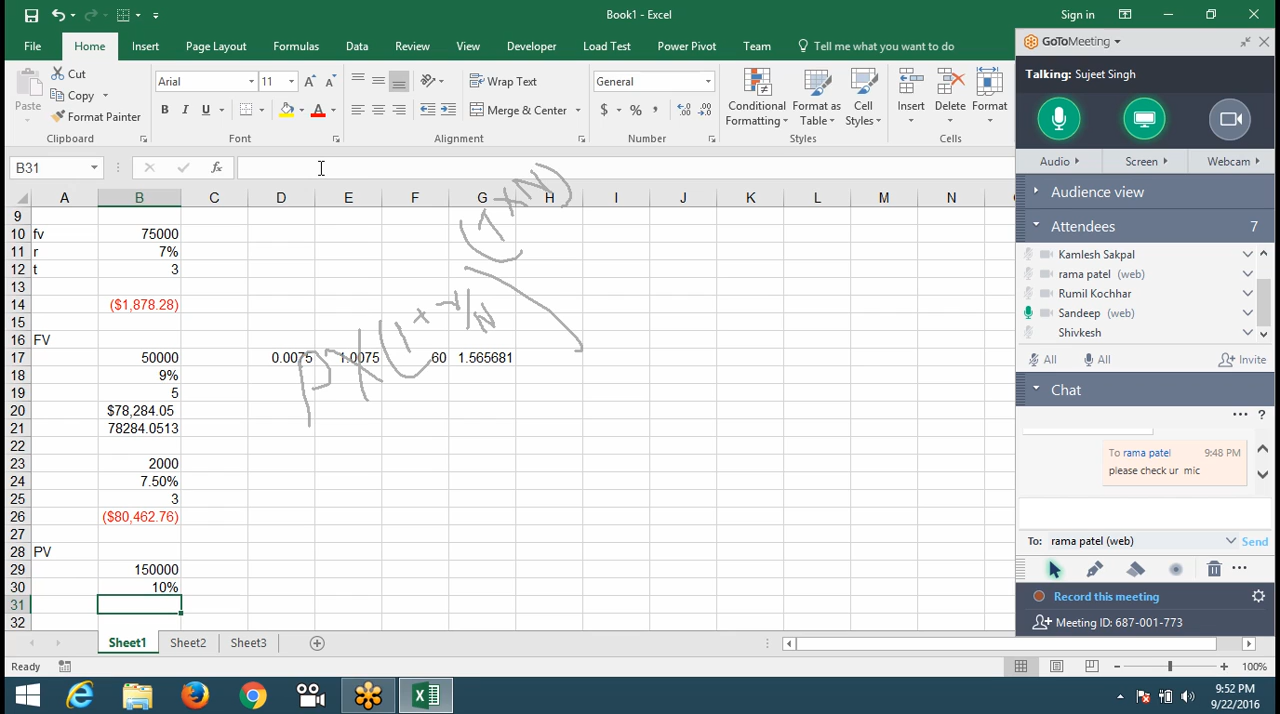 Book1 - Excel
Sign in
File Home Insert Page Layout Formulas Data Review View Developer Load Test Power Pivot Team Tell me what you want to do
Paste
Cut
Copy
Format Painter
Clipboard
Arial 11
B I U
Font
Wrap Text
Merge & Center
Alignment
General
$ % ,
Number
Conditional Formatting
Format as Table
Cell Styles
Styles
Insert Delete Format
Cells
B31
fx
A B C D E F G H I J K L M N
9
10 fv 75000
11 r 7%
12 t 3
13
14 ($1,878.28)
15
16 FV
17 50000 0.0075 1.0075 60 1.565681
18 9%
19 5
20 $78,284.05
21 78284.0513
22
23 2000
24 7.50%
25 3
26 ($80,462.76)
27
28 PV
29 150000
30 10%
31
32
P X (1 + r/N) (T X N)
Sheet1 Sheet2 Sheet3
Ready
100%
GoToMeeting
Talking: Sujeet Singh
Audio Screen Webcam
Audience view
Attendees 7
Kamlesh Sakpal
rama patel (web)
Rumil Kochhar
Sandeep (web)
Shivkesh
All All Invite
Chat
... ?
To rama patel 9:48 PM
please check ur mic
To: rama patel (web) Send
Record this meeting
Meeting ID: 687-001-773
9:52 PM
9/22/2016